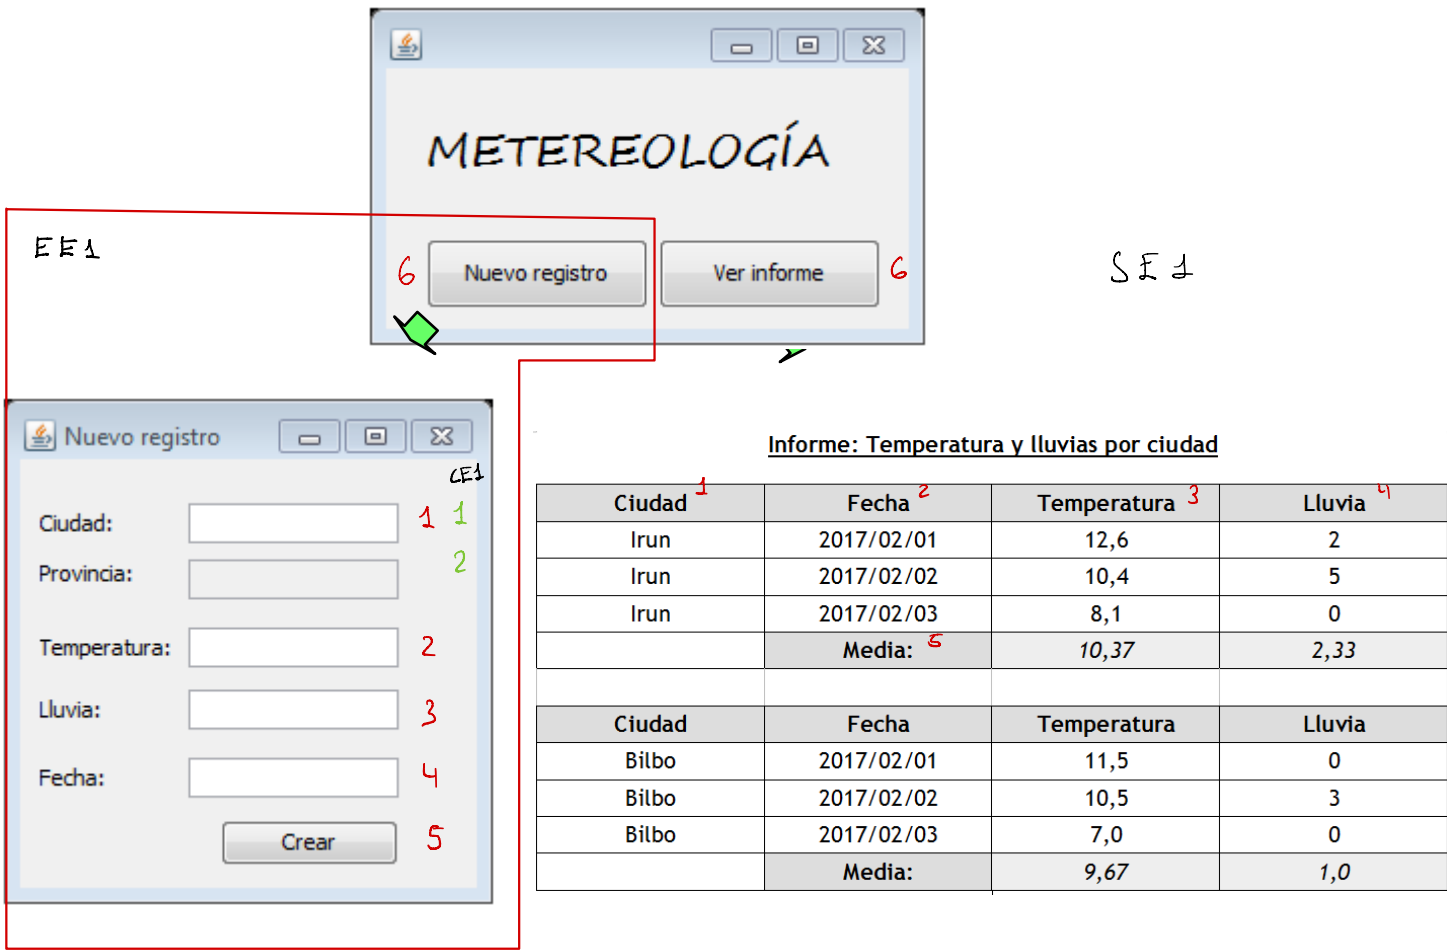 METEREOLOGÍA
EE1
6 Nuevo registro Ver informe 6
SE1
Nuevo registro
CE1
Ciudad: 1 1
Provincia: 2
Temperatura: 2
Lluvia: 3
Fecha: 4
Crear 5
Informe: Temperatura y lluvias por ciudad
Ciudad 1 Fecha 2 Temperatura 3 Lluvia 4
Irun 2017/02/01 12,6 2
Irun 2017/02/02 10,4 5
Irun 2017/02/03 8,1 0
Media: 5 10,37 2,33
Ciudad Fecha Temperatura Lluvia
Bilbo 2017/02/01 11,5 0
Bilbo 2017/02/02 10,5 3
Bilbo 2017/02/03 7,0 0
Media: 9,67 1,0